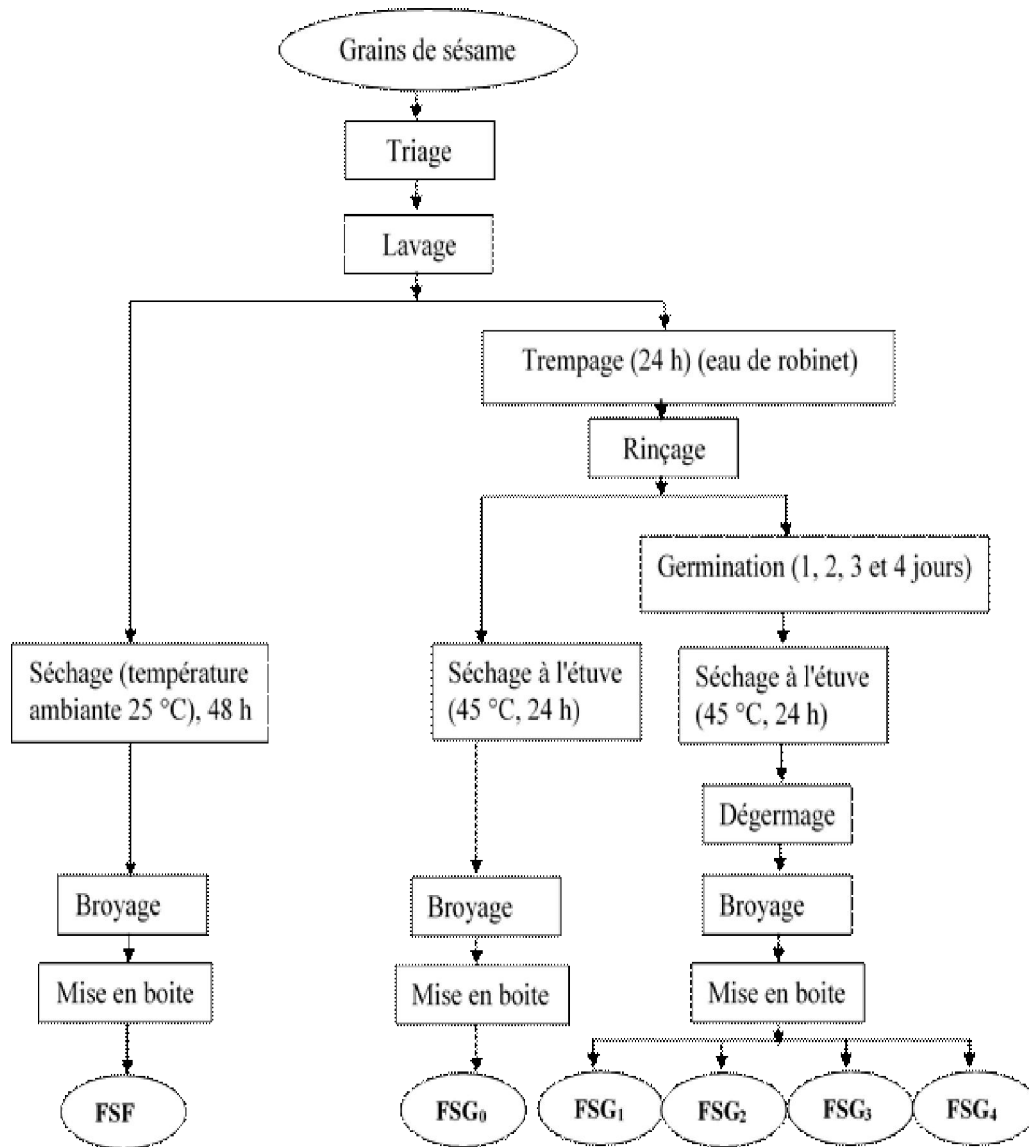 Grains de sésame
Triage
Lavage
Trempage (24 h) (eau de robinet)
Rinçage
Germination (1, 2, 3 et 4 jours)
Séchage (température
ambiante 25 °C), 48 h
Séchage à l'étuve
(45 °C, 24 h)
Séchage à l'étuve
(45 °C, 24 h)
Dégermage
Broyage
Broyage
Broyage
Mise en boite
Mise en boite
Mise en boite
FSF
FSG₀
FSG₁
FSG₂
FSG₃
FSG₄